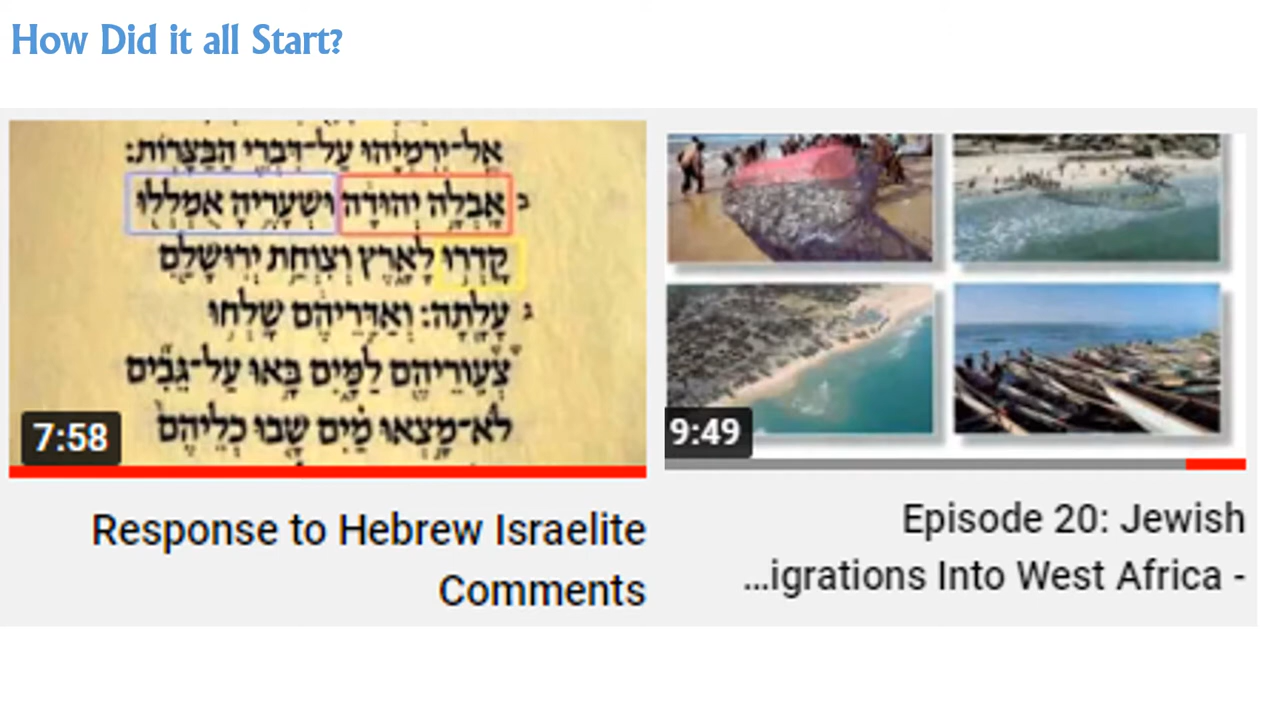 How Did it all Start?
אֶל־יִרְמְיָהוּ עַל־דִּבְרֵי הַבַּצָּרוֹת׃
ב אָבְלָה יְהוּדָה וּשְׁעָרֶיהָ אֻמְלְלוּ
קָדְרוּ לָאָרֶץ וְצִוְחַת יְרוּשָׁלִַם
ג עָלָתָה׃ וְאַדִּרֵיהֶם שָׁלְחוּ
צְעוֹרֵיהֶם לַמָּיִם בָּאוּ עַל־גֵּבִים
לֹא־מָצְאוּ מַיִם שָׁבוּ כְלֵיהֶם
7:58
Response to Hebrew Israelite
Comments
9:49
Episode 20: Jewish
...igrations Into West Africa -